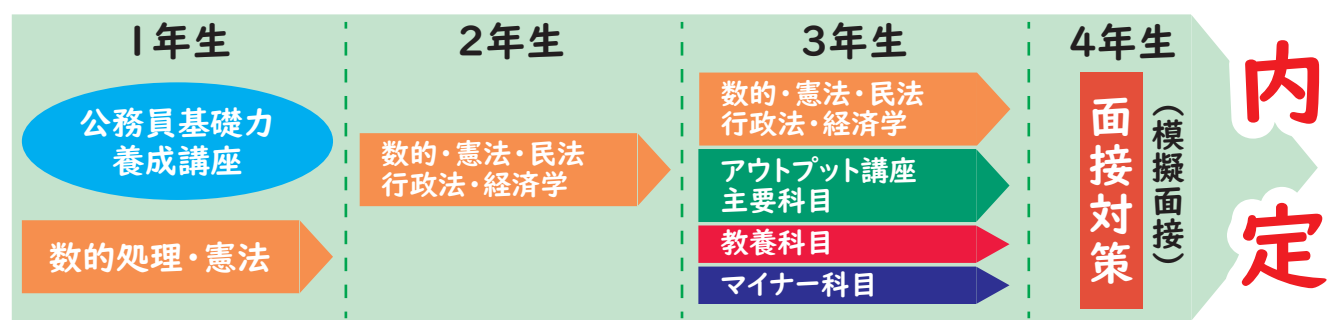 1年生
公務員基礎力
養成講座
数的処理・憲法
2年生
数的・憲法・民法
行政法・経済学
3年生
数的・憲法・民法
行政法・経済学
アウトプット講座
主要科目
教養科目
マイナー科目
4年生
面接対策
（模擬面接）
内定